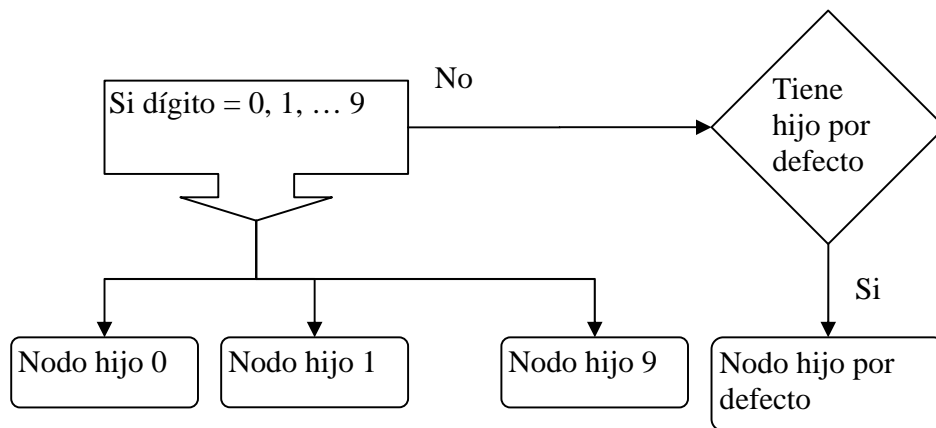 No
Si dígito = 0, 1, … 9
Tiene
hijo por
defecto
Si
Nodo hijo 0
Nodo hijo 1
Nodo hijo 9
Nodo hijo por
defecto